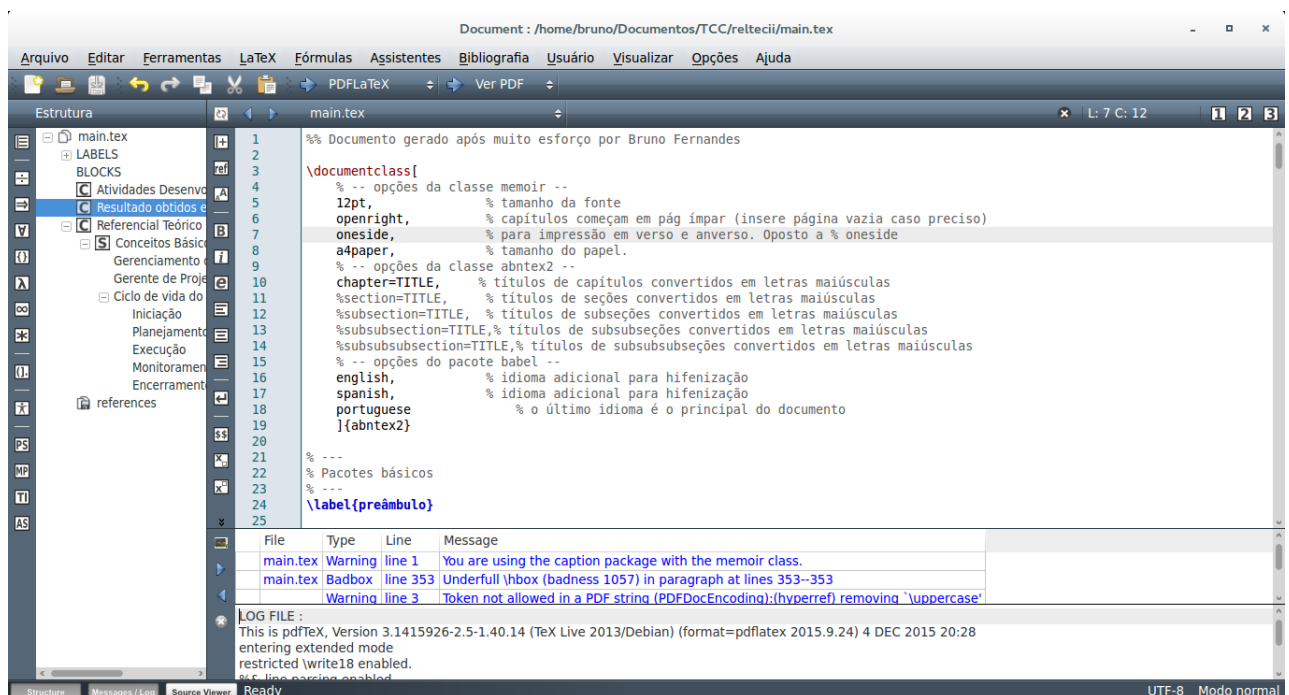 Document : /home/bruno/Documentos/TCC/reltecii/main.tex
Arquivo Editar Ferramentas LaTeX Fórmulas Assistentes Bibliografia Usuário Visualizar Opções Ajuda
PDFLaTeX Ver PDF
Estrutura main.tex L: 7 C: 12 1 2 3
main.tex
LABELS
BLOCKS
Atividades Desenvo
Resultado obtidos e
Referencial Teórico
Conceitos Básico
Gerenciamento
Gerente de Proje
Ciclo de vida do
Iniciação
Planejamento
Execução
Monitoramen
Encerramento
references
1 %% Documento gerado após muito esforço por Bruno Fernandes
2
3 \documentclass[
4 % -- opções da classe memoir --
5 12pt, % tamanho da fonte
6 openright, % capítulos começam em pág ímpar (insere página vazia caso preciso)
7 oneside, % para impressão em verso e anverso. Oposto a % oneside
8 a4paper, % tamanho do papel.
9 % -- opções da classe abntex2 --
10 chapter=TITLE, % títulos de capítulos convertidos em letras maiúsculas
11 %section=TITLE, % títulos de seções convertidos em letras maiúsculas
12 %subsection=TITLE, % títulos de subseções convertidos em letras maiúsculas
13 %subsubsection=TITLE,% títulos de subsubseções convertidos em letras maiúsculas
14 %subsubsubsection=TITLE,% títulos de subsubsubseções convertidos em letras maiúsculas
15 % -- opções do pacote babel --
16 english, % idioma adicional para hifenização
17 spanish, % idioma adicional para hifenização
18 portuguese % o último idioma é o principal do documento
19 ]{abntex2}
20
21 % ---
22 % Pacotes básicos
23 % ---
24 \label{preâmbulo}
25
File Type Line Message
main.tex Warning line 1 You are using the caption package with the memoir class.
main.tex Badbox line 353 Underfull \hbox (badness 1057) in paragraph at lines 353--353
Warning line 3 Token not allowed in a PDF string (PDFDocEncoding):(hyperref) removing `\uppercase'
LOG FILE :
This is pdfTeX, Version 3.1415926-2.5-1.40.14 (TeX Live 2013/Debian) (format=pdflatex 2015.9.24) 4 DEC 2015 20:28
entering extended mode
restricted \write18 enabled.
%&-line parsing enabled
Structure Messages / Log Source Viewer Ready UTF-8 Modo normal